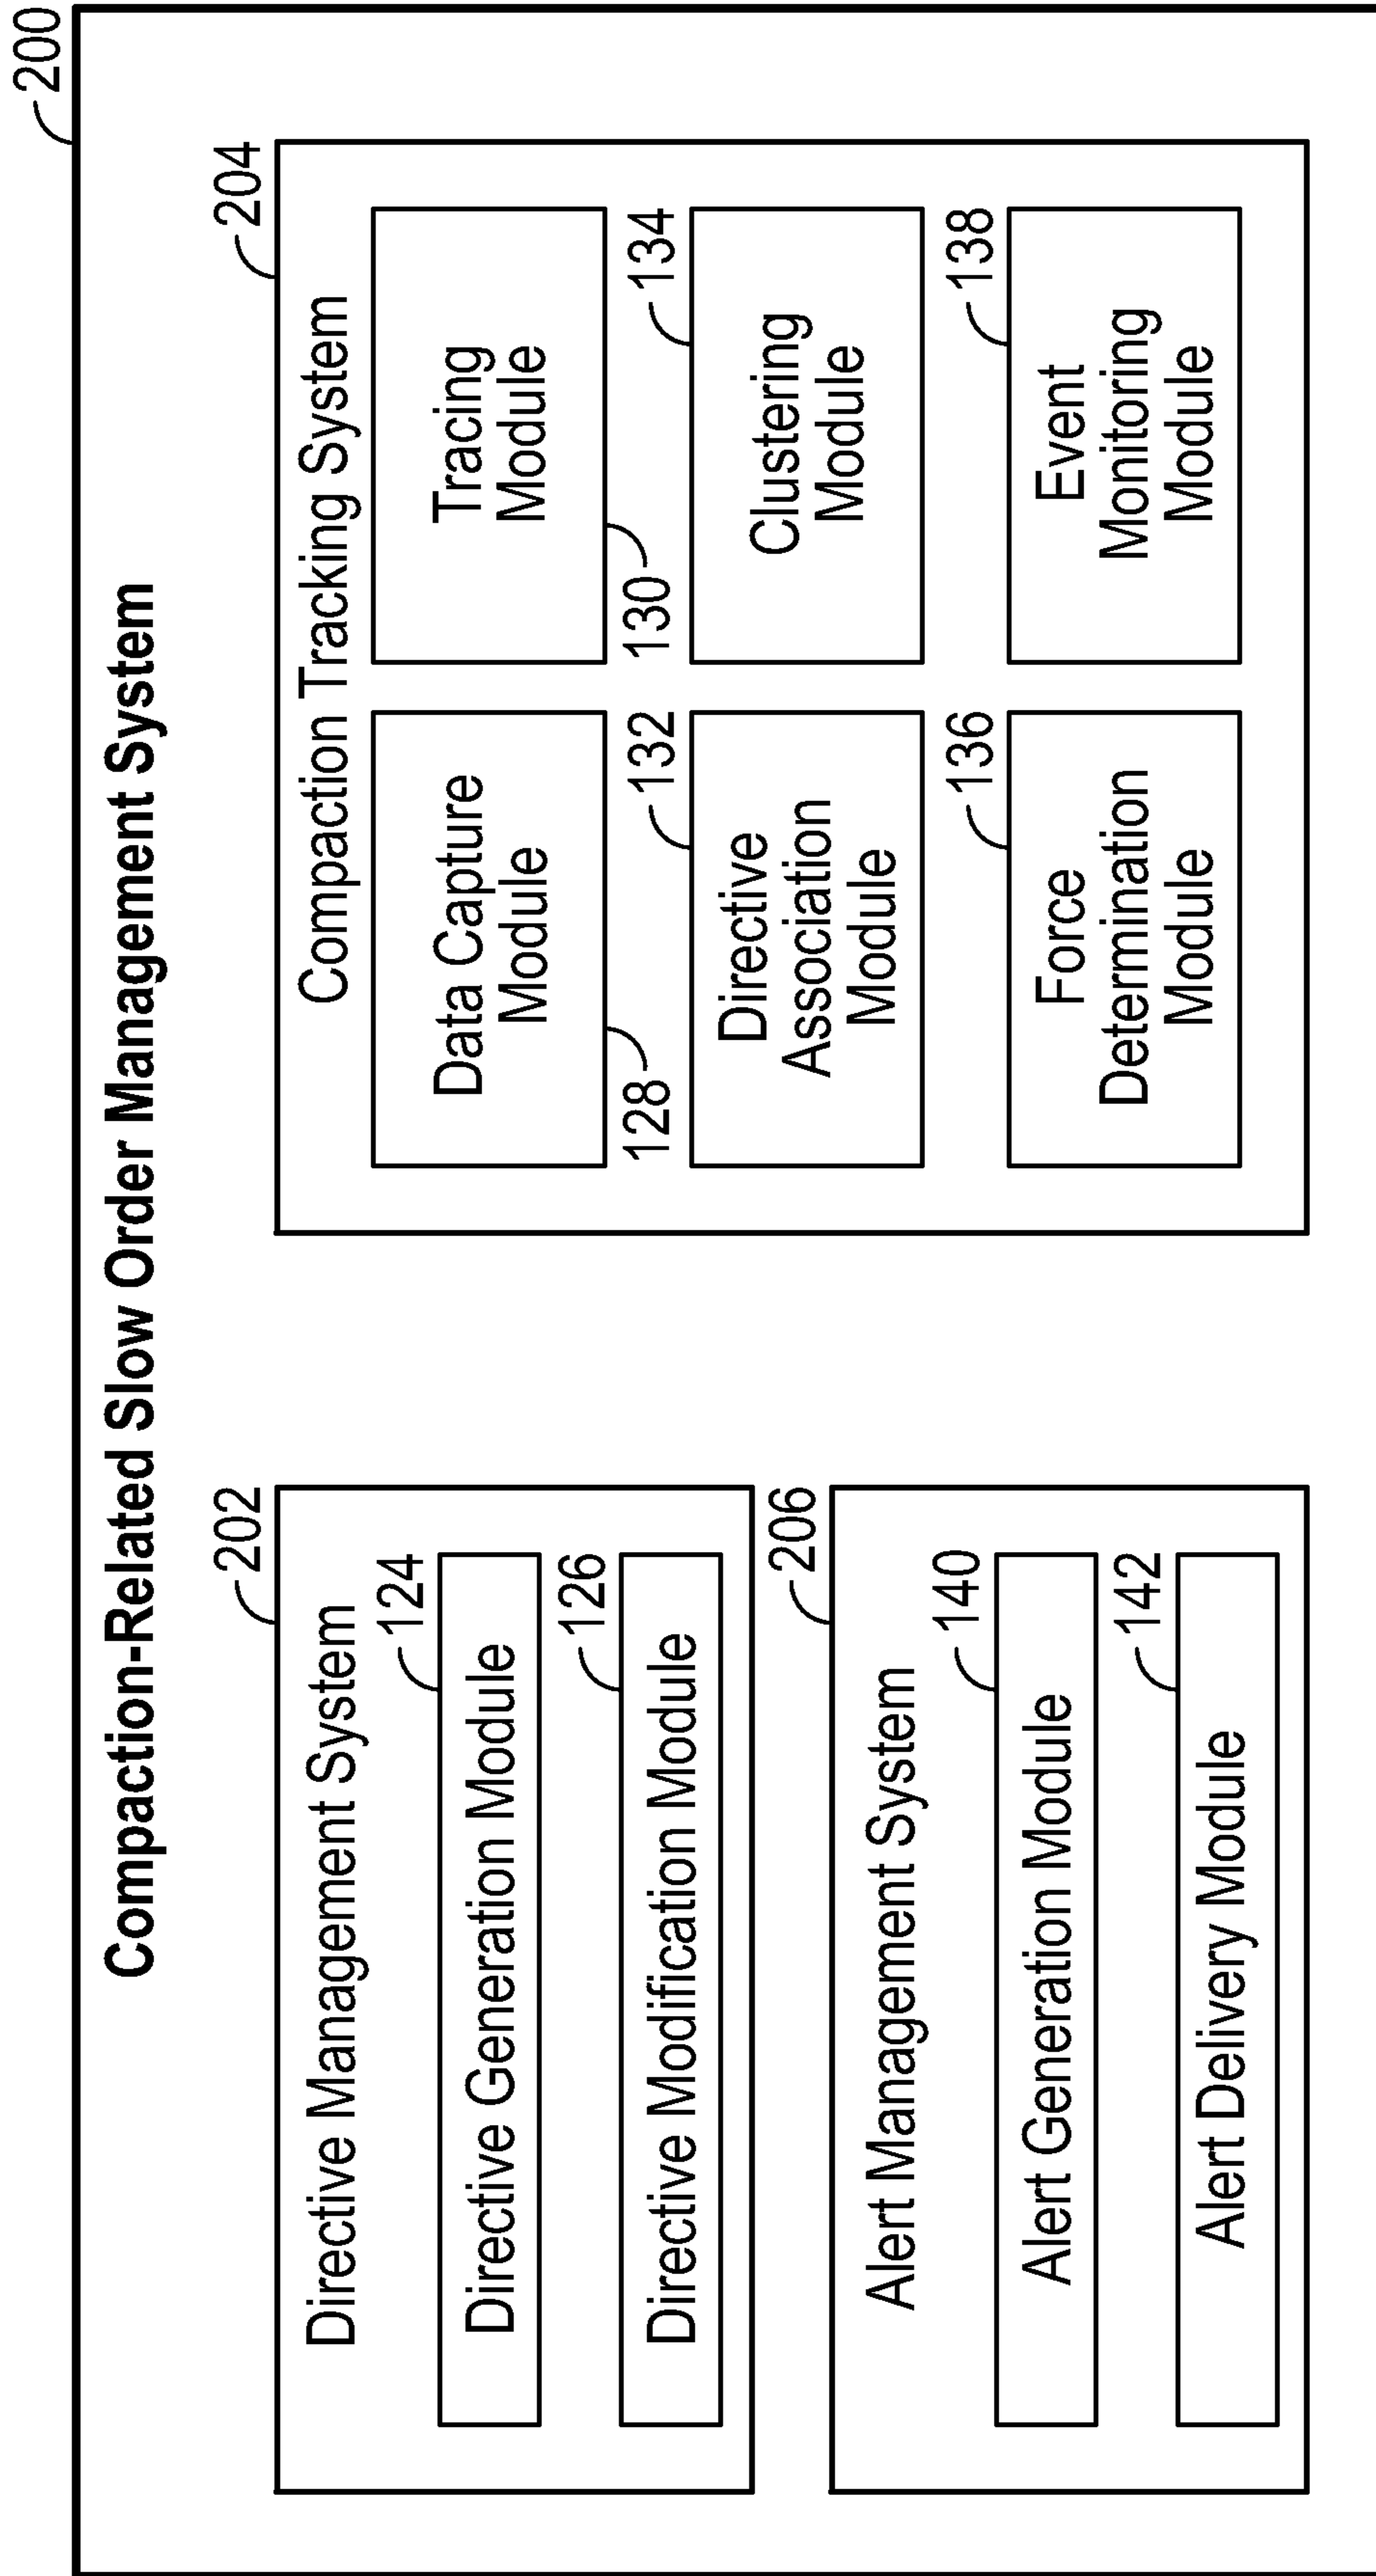 200
Compaction-Related Slow Order Management System
202
Directive Management System
124
Directive Generation Module
126
Directive Modification Module
206
Alert Management System
140
Alert Generation Module
142
Alert Delivery Module
204
Compaction Tracking System
Data Capture
Module
128
Tracing
Module
130
132
Directive
Association
Module
134
Clustering
Module
136
Force
Determination
Module
138
Event
Monitoring
Module